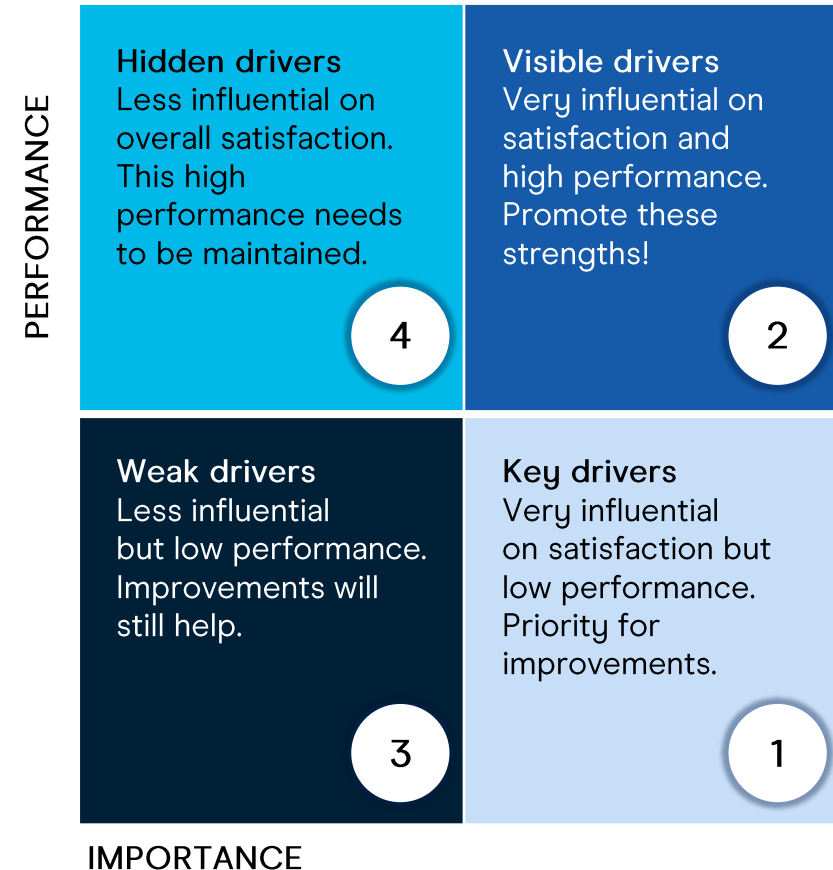 PERFORMANCE
Hidden drivers
Less influential on
overall satisfaction.
This high
performance needs
to be maintained.
4
Visible drivers
Very influential on
satisfaction and
high performance.
Promote these
strengths!
2
Weak drivers
Less influential
but low performance.
Improvements will
still help.
3
Key drivers
Very influential
on satisfaction but
low performance.
Priority for
improvements.
1
IMPORTANCE